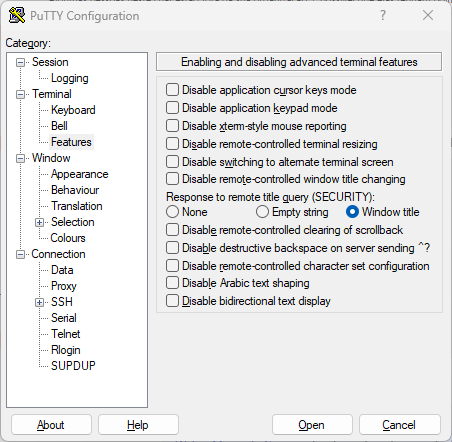 PuTTY Configuration
Category:
Session
Logging
Terminal
Keyboard
Bell
Features
Window
Appearance
Behaviour
Translation
Selection
Colours
Connection
Data
Proxy
SSH
Serial
Telnet
Rlogin
SUPDUP
Enabling and disabling advanced terminal features
Disable application cursor keys mode
Disable application keypad mode
Disable xterm-style mouse reporting
Disable remote-controlled terminal resizing
Disable switching to alternate terminal screen
Disable remote-controlled window title changing
Response to remote title query (SECURITY):
None Empty string Window title
Disable remote-controlled clearing of scrollback
Disable destructive backspace on server sending ^?
Disable remote-controlled character set configuration
Disable Arabic text shaping
Disable bidirectional text display
About Help Open Cancel